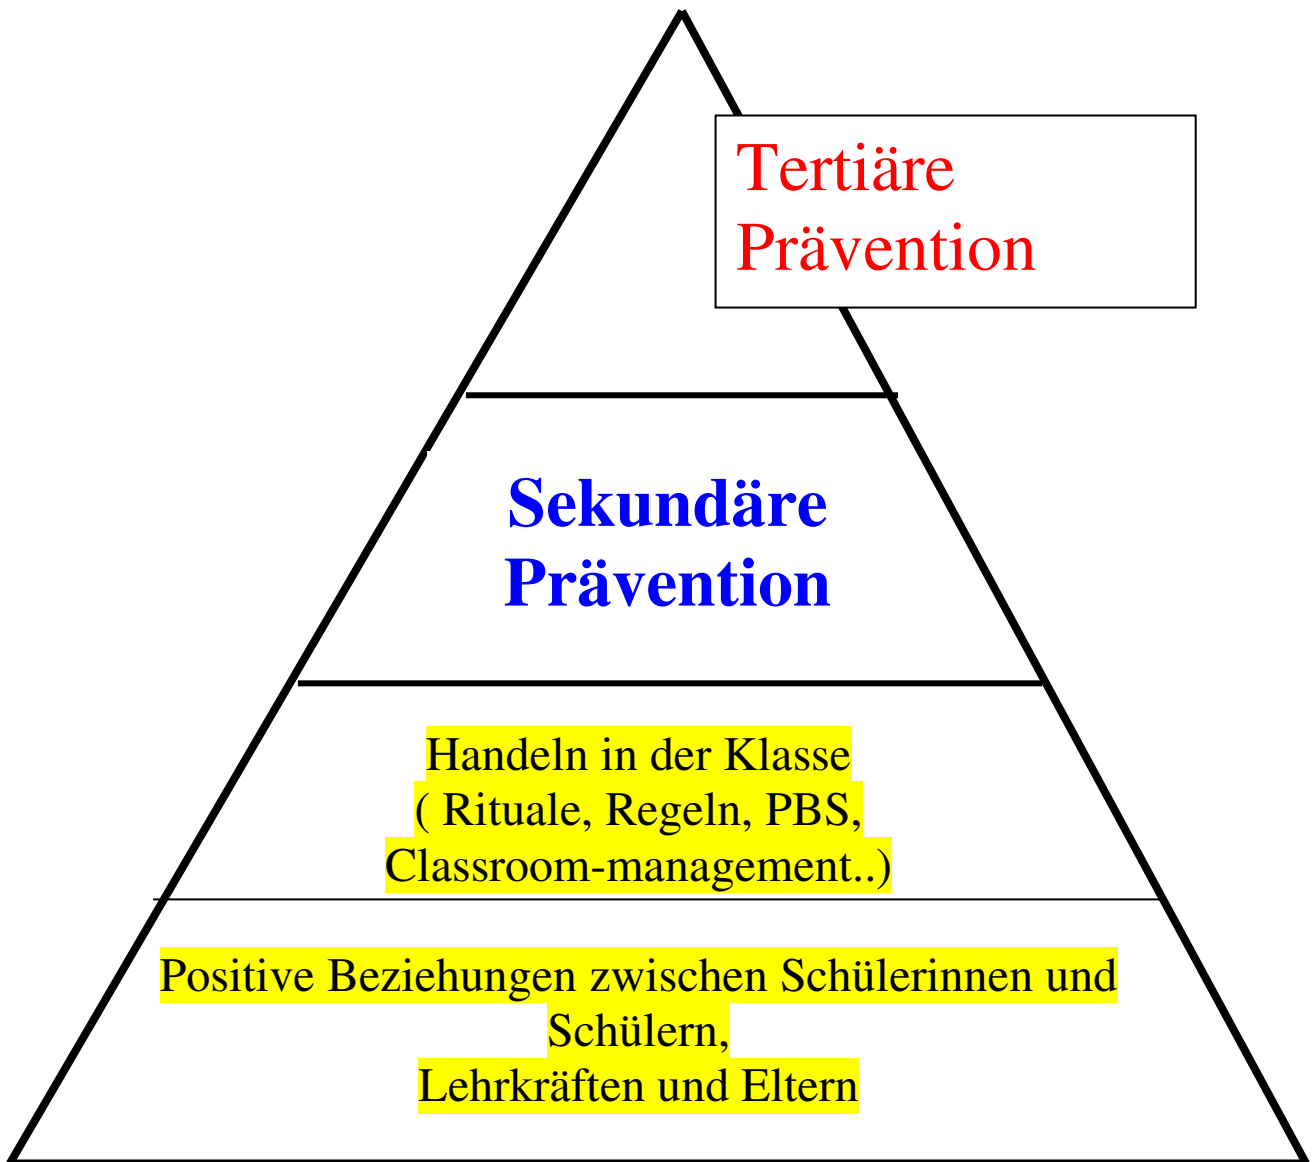 Tertiäre
Prävention
Sekundäre
Prävention
Handeln in der Klasse
( Rituale, Regeln, PBS,
Classroom-management..)
Positive Beziehungen zwischen Schülerinnen und
Schülern,
Lehrkräften und Eltern